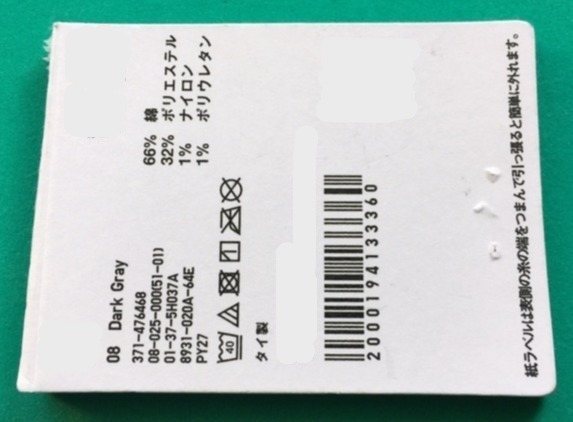 08 Dark Gray
371-476468
08-025-000(51-01)
01-37-5H037A
8931-020A-64E
PY27
66% 綿
32% ポリエステル
1% ナイロン
1% ポリウレタン
40
タイ製
2000194133360
紙ラベルは表側の糸の端をつまんで引っ張ると簡単に外れます。